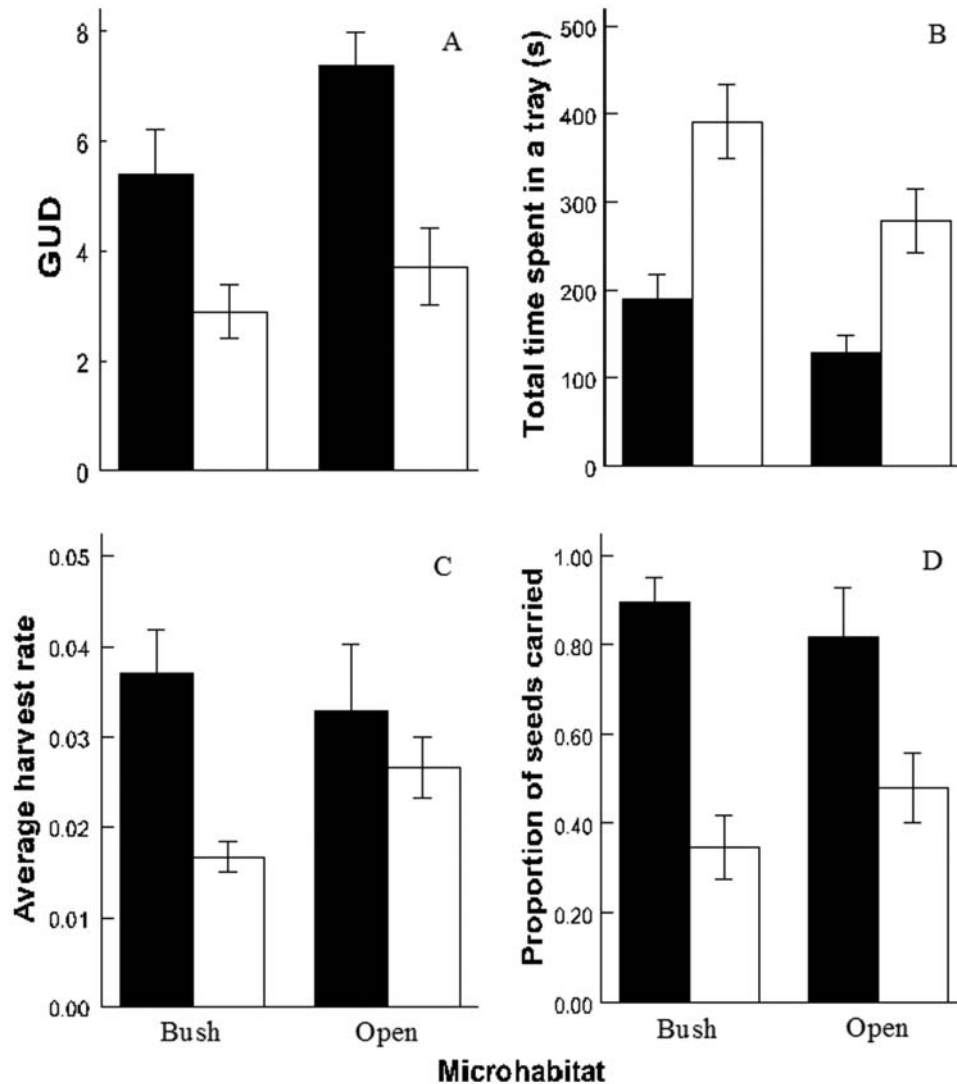 A
GUD
8
6
4
2
0
B
Total time spent in a tray (s)
500
400
300
200
100
0
C
Average harvest rate
0.05
0.04
0.03
0.02
0.01
0.00
Bush
Open
D
Proportion of seeds carried
1.00
0.80
0.60
0.40
0.20
0.00
Bush
Open
Microhabitat